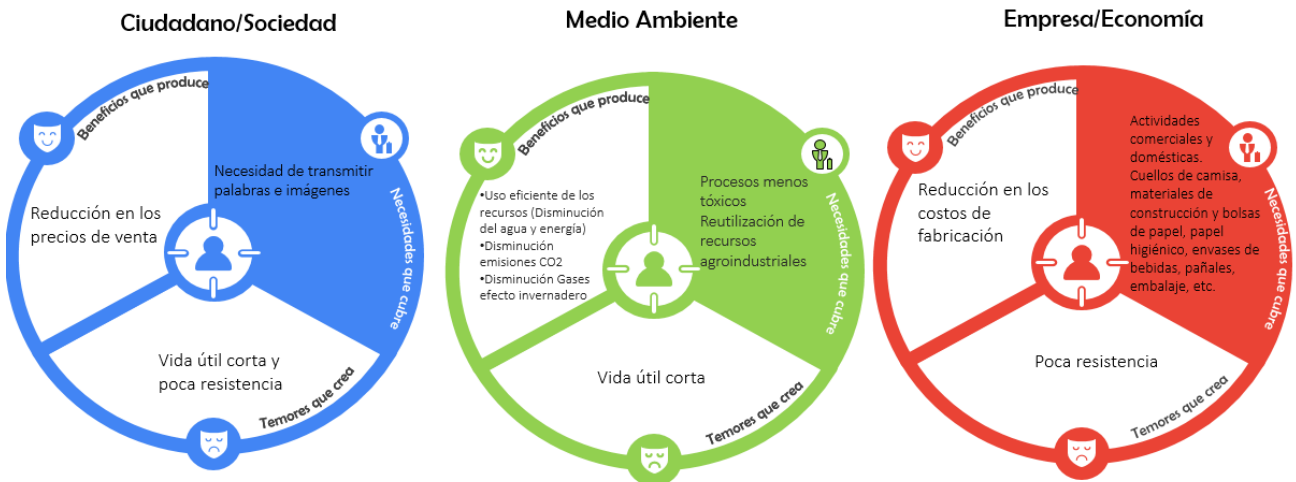 Ciudadano/Sociedad
Beneficios que produce
Necesidad de transmitir
palabras e imágenes
Necesidades que cubre
Reducción en los
precios de venta
Vida útil corta y
poca resistencia
Temores que crea
Medio Ambiente
Beneficios que produce
•Uso eficiente de los
recursos (Disminución
del agua y energía)
•Disminución
emisiones CO2
•Disminución Gases
efecto invernadero
Procesos menos
tóxicos
Reutilización de
recursos
agroindustriales
Necesidades que cubre
Vida útil corta
Temores que crea
Empresa/Economía
Beneficios que produce
Reducción en los
costos de
fabricación
Actividades
comerciales y
domésticas.
Cuellos de camisa,
materiales de
construcción y bolsas
de papel, papel
higiénico, envases de
bebidas, pañales,
embalaje, etc.
Necesidades que cubre
Poca resistencia
Temores que crea